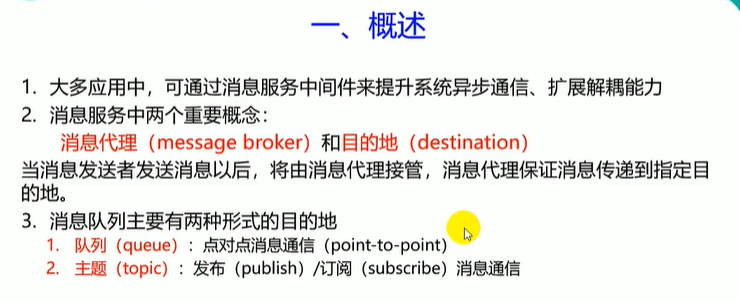 一、概述
1. 大多应用中，可通过消息服务中间件来提升系统异步通信、扩展解耦能力
2. 消息服务中两个重要概念：
消息代理（message broker）和目的地（destination）
当消息发送者发送消息以后，将由消息代理接管，消息代理保证消息传递到指定目
的地。
3. 消息队列主要有两种形式的目的地
1. 队列（queue）：点对点消息通信（point-to-point）
2. 主题（topic）：发布（publish）/订阅（subscribe）消息通信